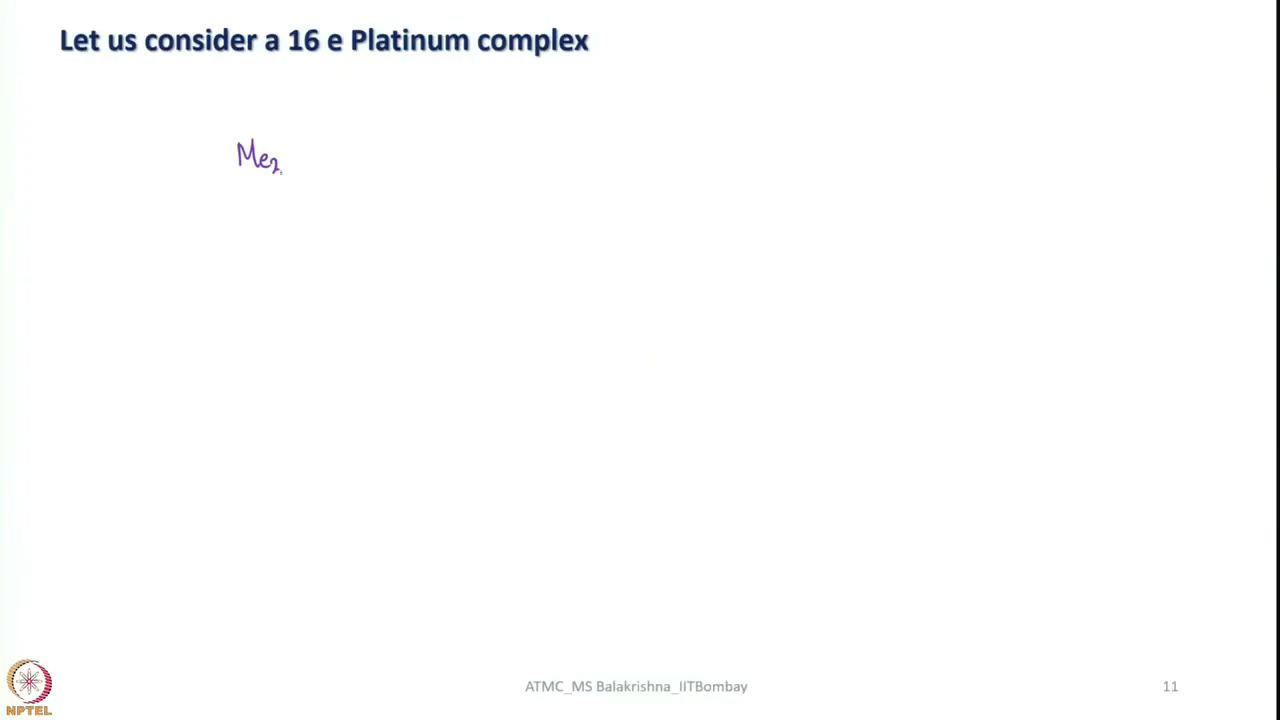 Let us consider a 16 e Platinum complex
Me2
NPTEL
ATMC_MS Balakrishna_IITBombay
11